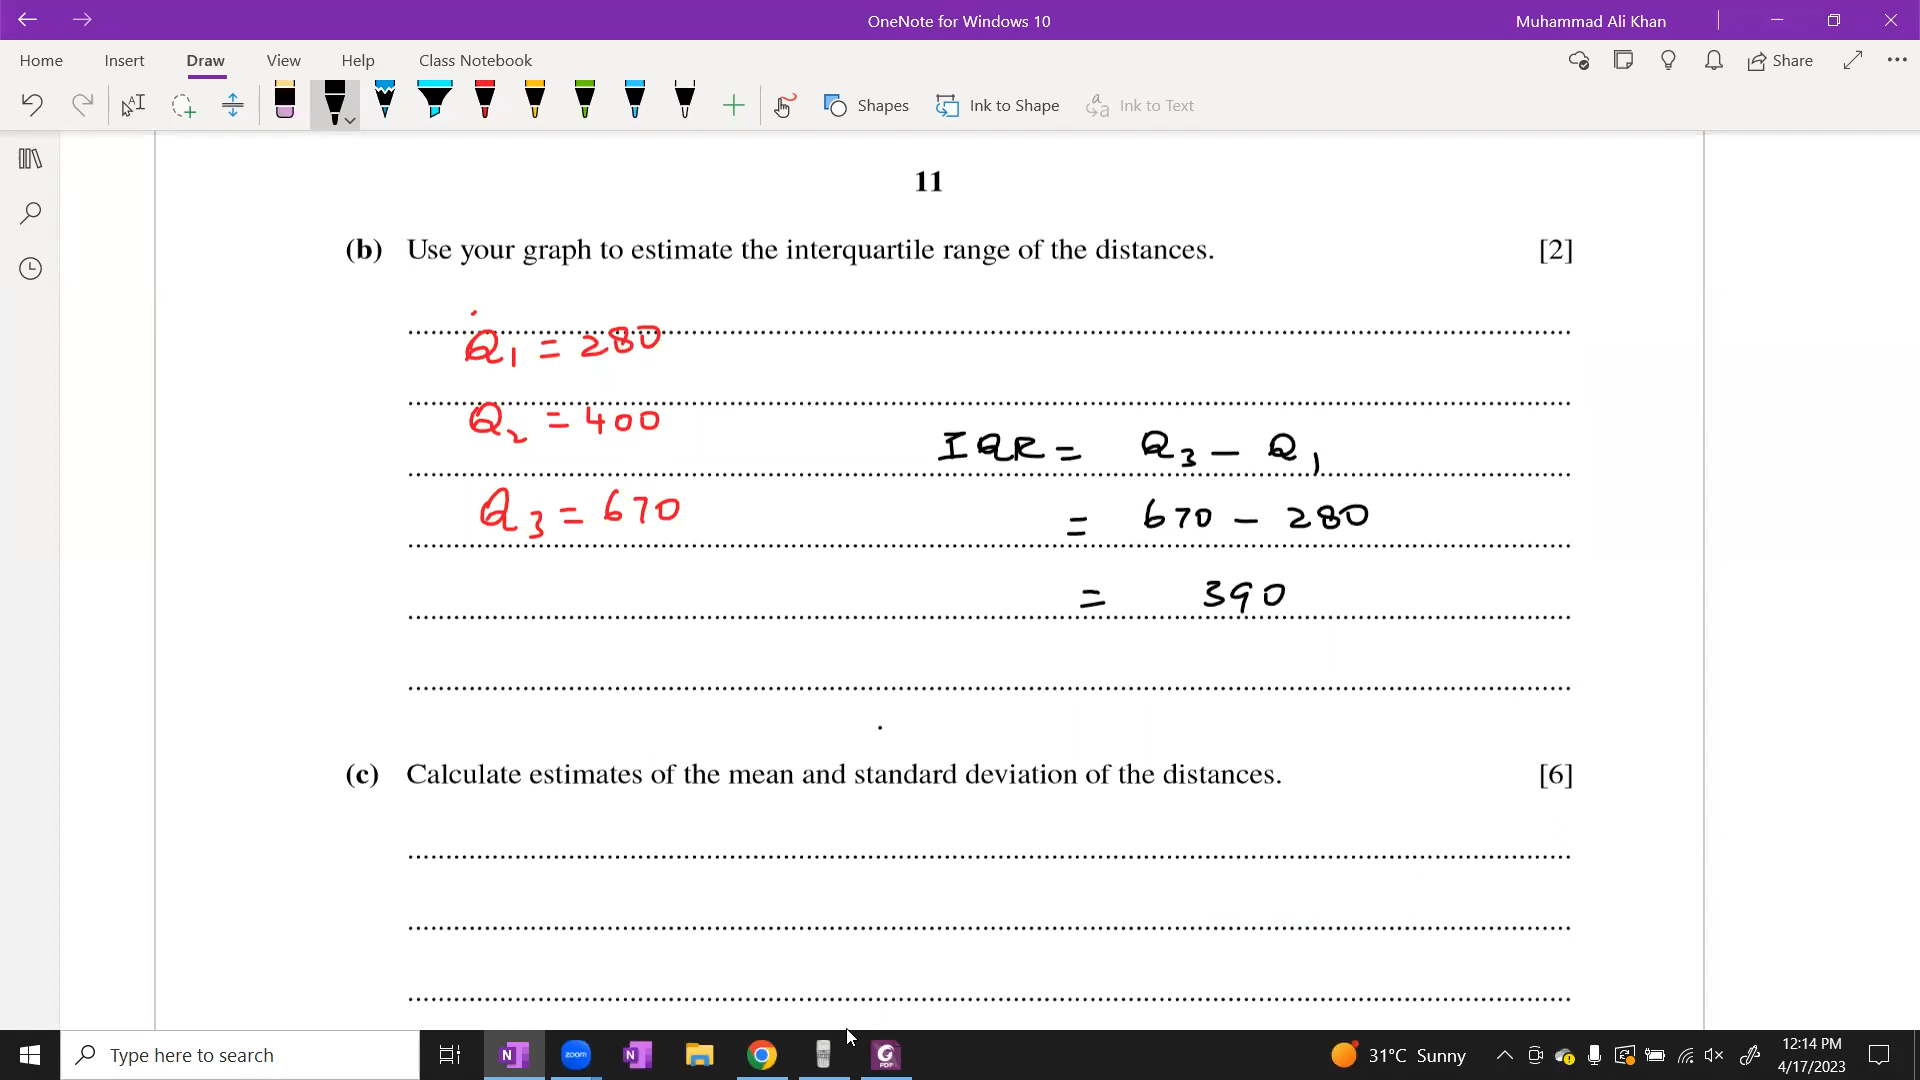 OneNote for Windows 10
Muhammad Ali Khan
Home Insert Draw View Help Class Notebook
Share
Shapes Ink to Shape Ink to Text
11
(b) Use your graph to estimate the interquartile range of the distances. [2]
Q1 = 280
Q2 = 400
IQR = Q3 - Q1
Q3 = 670
= 670 - 280
= 390
(c) Calculate estimates of the mean and standard deviation of the distances. [6]
Type here to search
zoom
PDF
31°C Sunny
12:14 PM
4/17/2023